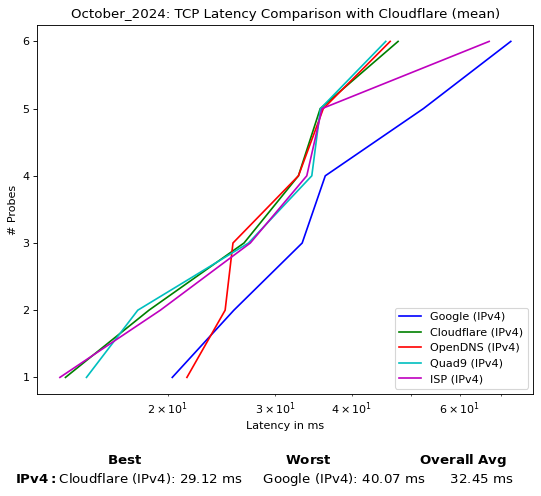 October_2024: TCP Latency Comparison with Cloudflare (mean)
# Probes
6
5
4
3
2
1
Google (IPv4)
Cloudflare (IPv4)
OpenDNS (IPv4)
Quad9 (IPv4)
ISP (IPv4)
2 × 10¹ 3 × 10¹ 4 × 10¹ 6 × 10¹
Latency in ms
Best Worst Overall Avg
IPv4: Cloudflare (IPv4): 29.12 ms Google (IPv4): 40.07 ms 32.45 ms